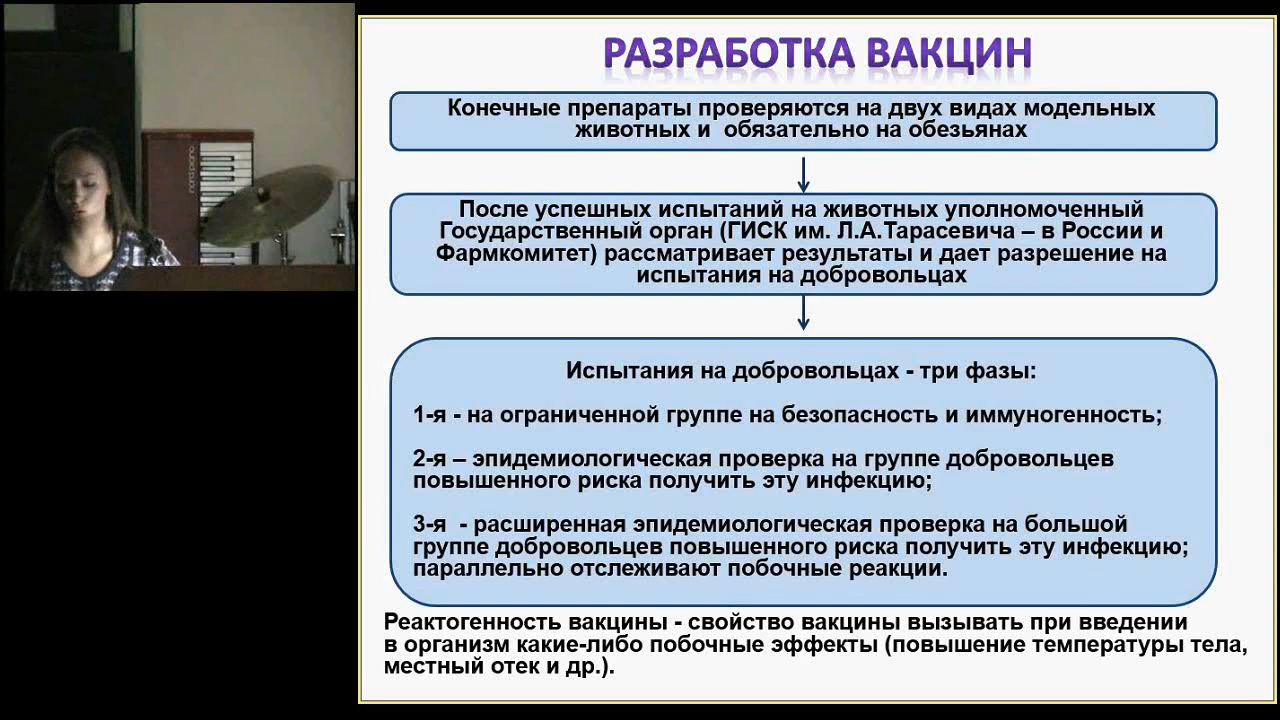 РАЗРАБОТКА ВАКЦИН
Конечные препараты проверяются на двух видах модельных
животных и обязательно на обезьянах
После успешных испытаний на животных уполномоченный
Государственный орган (ГИСК им. Л.А.Тарасевича – в России и
Фармкомитет) рассматривает результаты и дает разрешение на
испытания на добровольцах
Испытания на добровольцах - три фазы:
1-я - на ограниченной группе на безопасность и иммуногенность;
2-я – эпидемиологическая проверка на группе добровольцев
повышенного риска получить эту инфекцию;
3-я - расширенная эпидемиологическая проверка на большой
группе добровольцев повышенного риска получить эту инфекцию;
параллельно отслеживают побочные реакции.
Реактогенность вакцины - свойство вакцины вызывать при введении
в организм какие-либо побочные эффекты (повышение температуры тела,
местный отек и др.).
nord piano